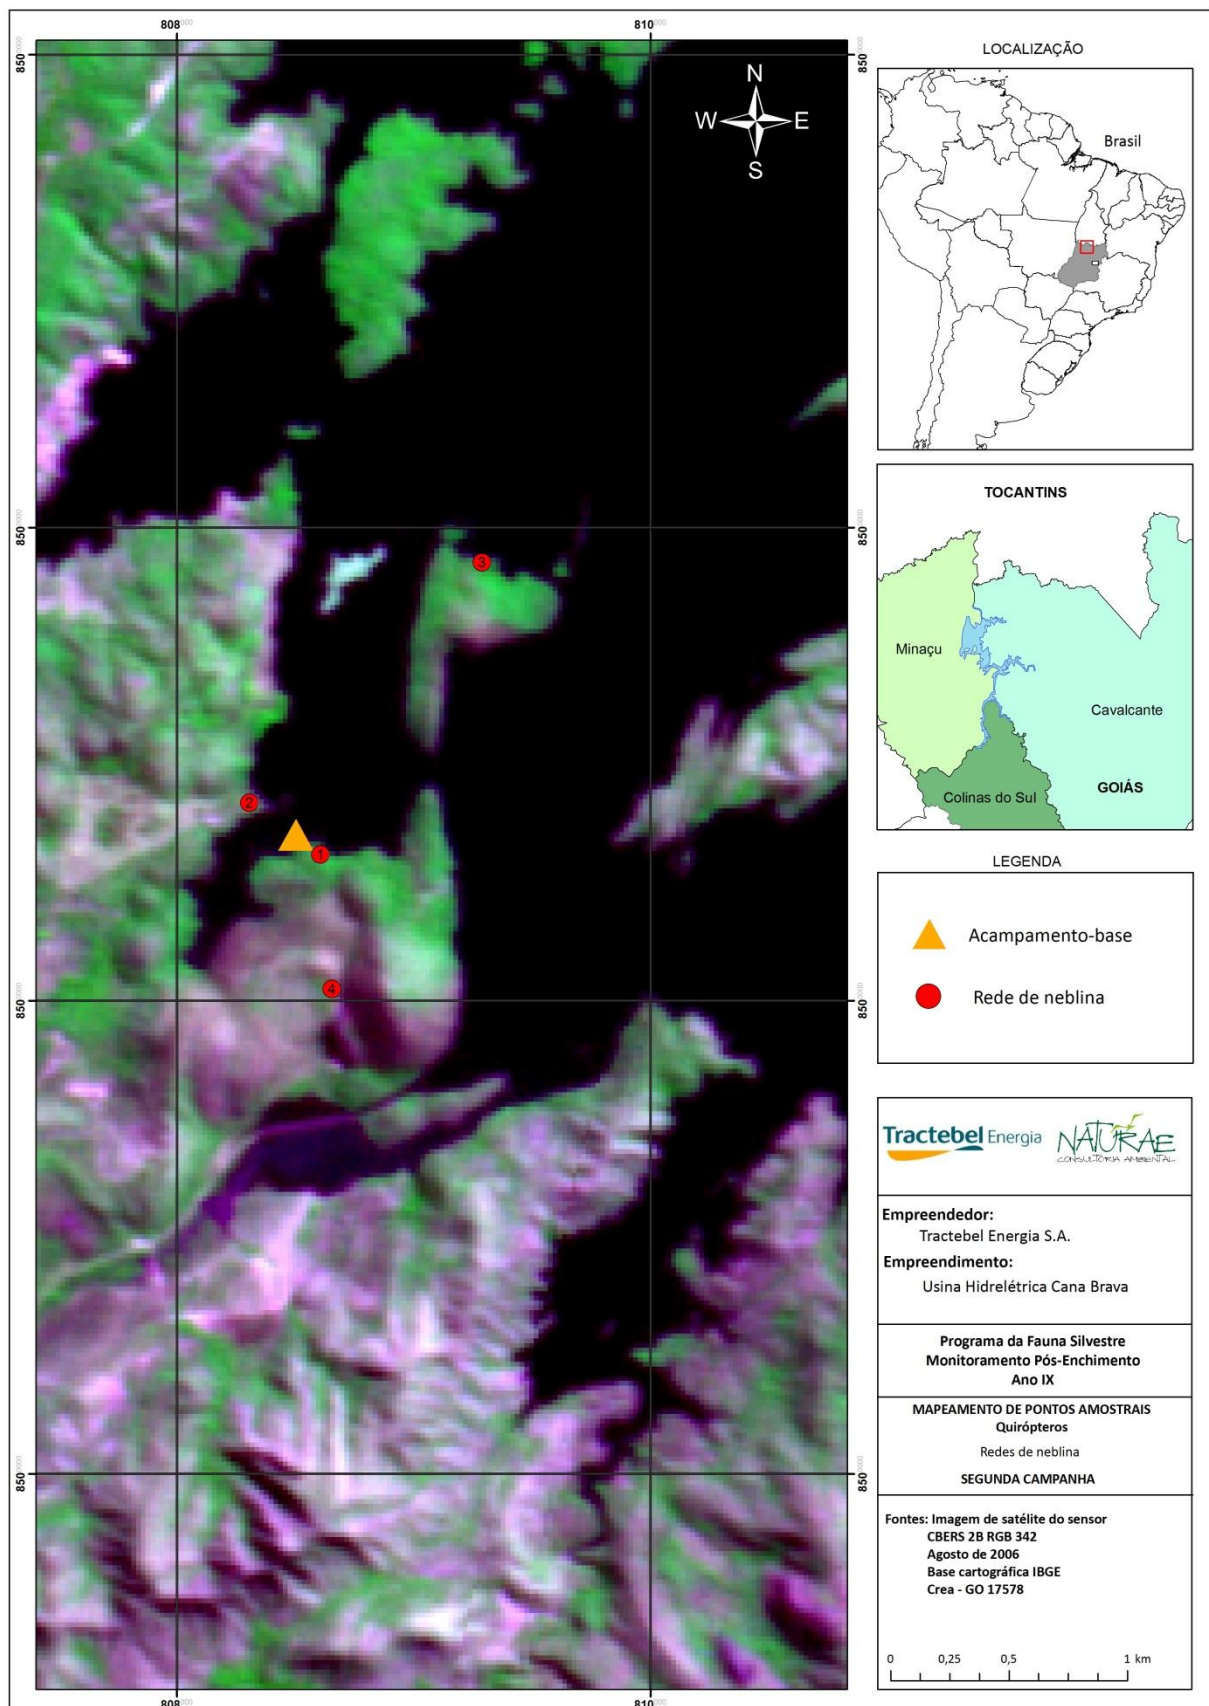 808000
810000
850
850
850
850
850
850
850
850
N
W E
S
3
2
1
4
808000
810000
LOCALIZAÇÃO
Brasil
TOCANTINS
Minaçu
Cavalcante
Colinas do Sul
GOIÁS
LEGENDA
Acampamento-base
Rede de neblina
Tractebel Energia
NATURAE
CONSULTORIA AMBIENTAL
Empreendedor:
Tractebel Energia S.A.
Empreendimento:
Usina Hidrelétrica Cana Brava
Programa da Fauna Silvestre
Monitoramento Pós-Enchimento
Ano IX
MAPEAMENTO DE PONTOS AMOSTRAIS
Quirópteros
Redes de neblina
SEGUNDA CAMPANHA
Fontes: Imagem de satélite do sensor
CBERS 2B RGB 342
Agosto de 2006
Base cartográfica IBGE
Crea - GO 17578
0 0,25 0,5 1 km